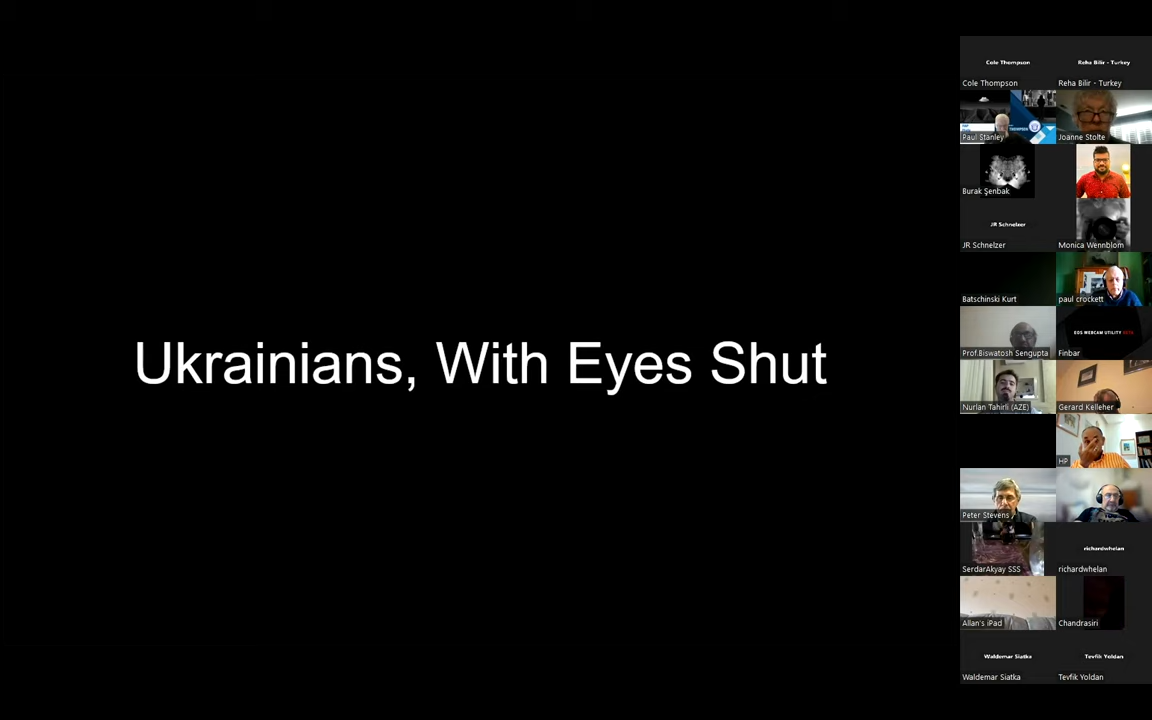 Ukrainians, With Eyes Shut
Cole Thompson
Cole Thompson
Reha Bilir - Turkey
Reha Bilir - Turkey
Paul Stanley
THOMPSON
Joanne Stolte
Burak Şenbak
JR Schnelzer
JR Schnelzer
Monica Wennblom
Batschinski Kurt
paul crockett
Prof.Biswatosh Sengupta
EOS WEBCAM UTILITY BETA
Finbar
Nurlan Tahirli (AZE)
Gerard Kelleher
HP
Peter Stevens
SerdarAkyay SSS
richardwhelan
richardwhelan
Allan's iPad
Chandrasiri
Waldemar Siatka
Waldemar Siatka
Tevfik Yoldan
Tevfik Yoldan